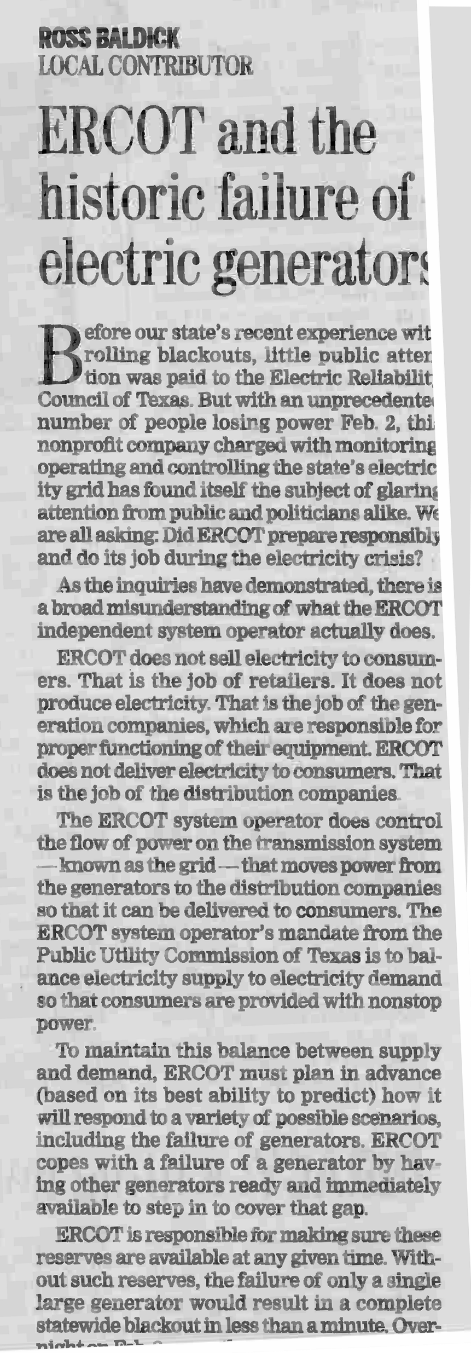 ROSS BALDICK
LOCAL CONTRIBUTOR
ERCOT and the
historic failure of
electric generators
Before our state's recent experience wit
rolling blackouts, little public atten
tion was paid to the Electric Reliabilit
Council of Texas. But with an unprecedente
number of people losing power Feb. 2, thi
nonprofit company charged with monitoring
operating and controlling the state's electric
ity grid has found itself the subject of glaring
attention from public and politicians alike. We
are all asking: Did ERCOT prepare responsibly
and do its job during the electricity crisis?
As the inquiries have demonstrated, there is
a broad misunderstanding of what the ERCOT
independent system operator actually does.
ERCOT does not sell electricity to consum-
ers. That is the job of retailers. It does not
produce electricity. That is the job of the gen-
eration companies, which are responsible for
proper functioning of their equipment. ERCOT
does not deliver electricity to consumers. That
is the job of the distribution companies.
The ERCOT system operator does control
the flow of power on the transmission system
— known as the grid — that moves power from
the generators to the distribution companies
so that it can be delivered to consumers. The
ERCOT system operator's mandate from the
Public Utility Commission of Texas is to bal-
ance electricity supply to electricity demand
so that consumers are provided with nonstop
power.
To maintain this balance between supply
and demand, ERCOT must plan in advance
(based on its best ability to predict) how it
will respond to a variety of possible scenarios,
including the failure of generators. ERCOT
copes with a failure of a generator by hav-
ing other generators ready and immediately
available to step in to cover that gap.
ERCOT is responsible for making sure these
reserves are available at any given time. With-
out such reserves, the failure of only a single
large generator would result in a complete
statewide blackout in less than a minute. Over-